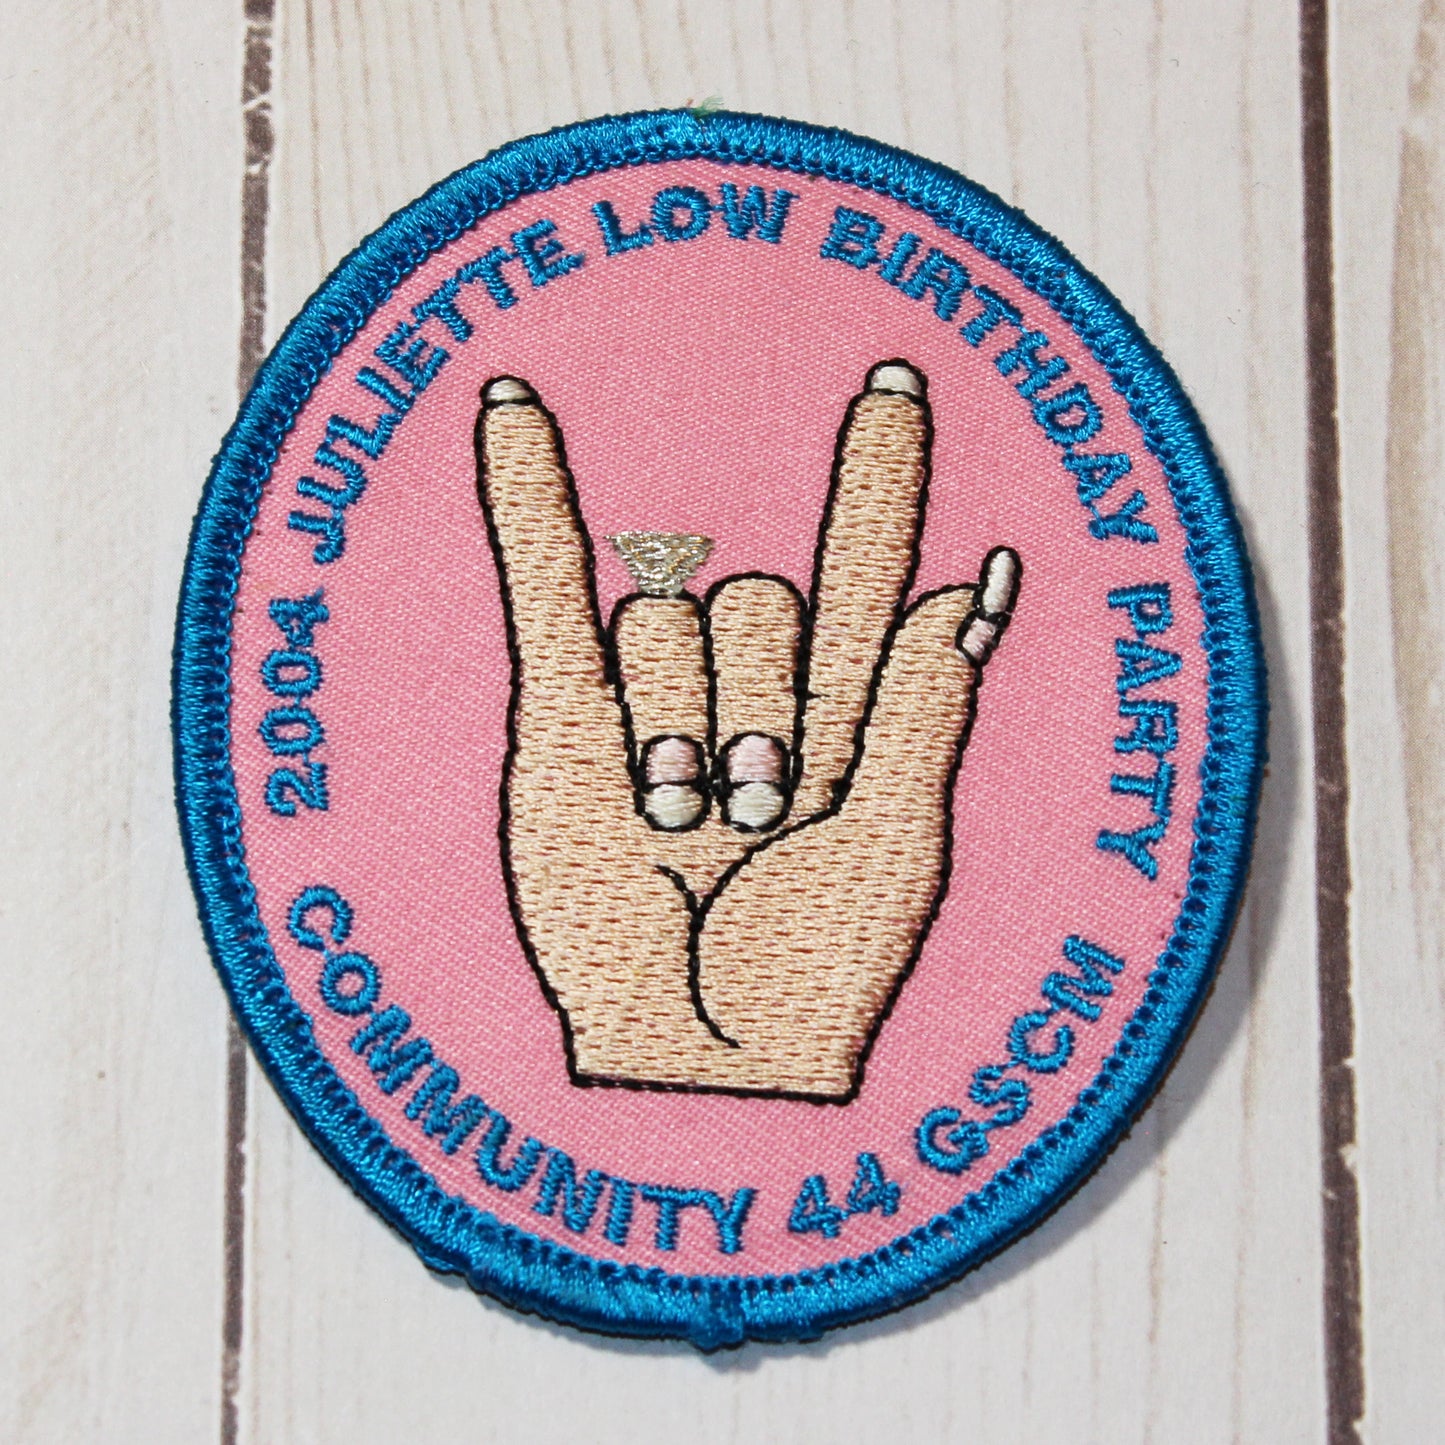 2004 JULIETTE LOW BIRTHDAY PARTY
COMMUNITY 44 GSCM